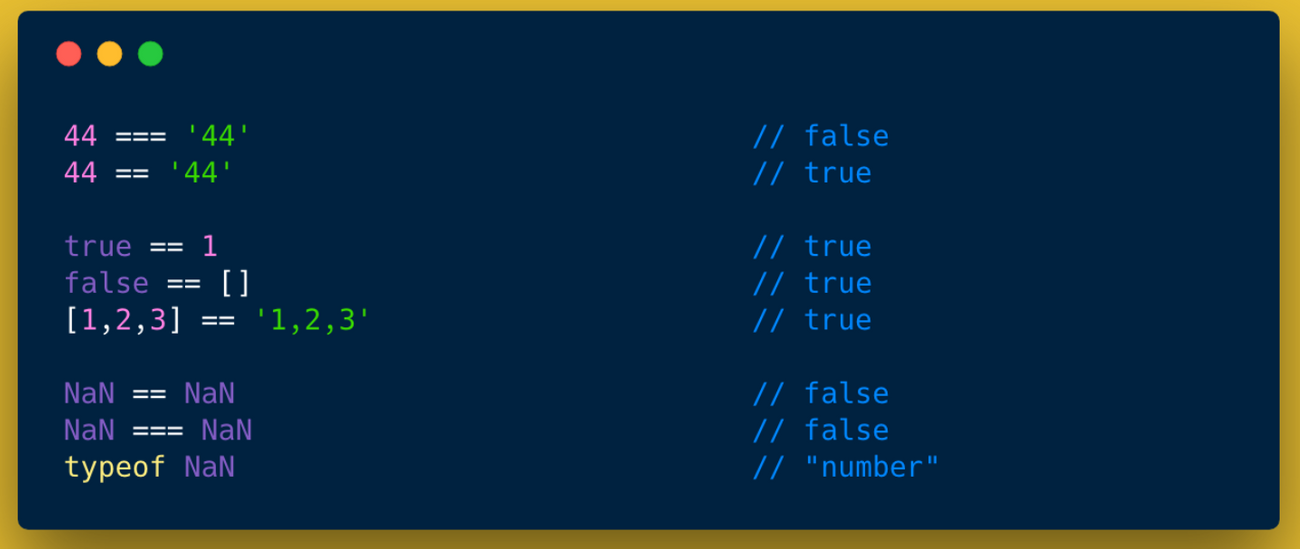 44 === '44' // false
44 == '44' // true
true == 1 // true
false == [] // true
[1,2,3] == '1,2,3' // true
NaN == NaN // false
NaN === NaN // false
typeof NaN // "number"